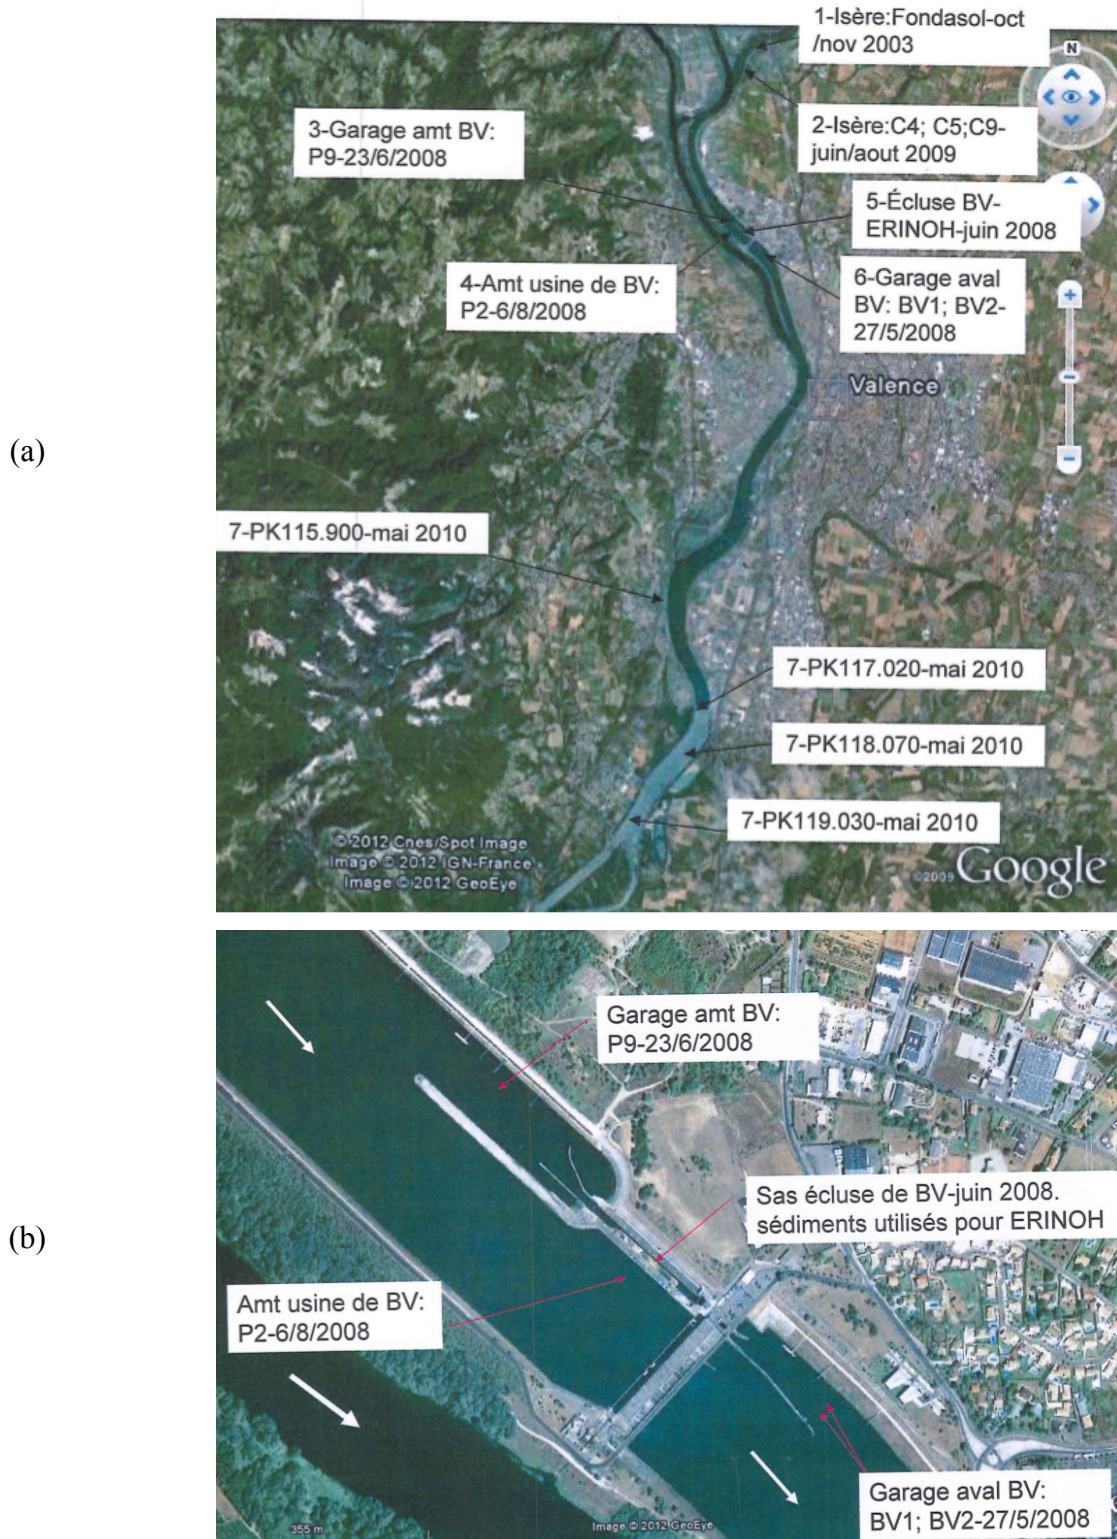 1-Isère:Fondasol-oct
/nov 2003
N
3-Garage amt BV:
P9-23/6/2008
2-Isère:C4; C5;C9-
juin/aout 2009
5-Écluse BV-
ERINOH-juin 2008
4-Amt usine de BV:
P2-6/8/2008
6-Garage aval
BV: BV1; BV2-
27/5/2008
Valence
(a)
7-PK115.900-mai 2010
7-PK117.020-mai 2010
7-PK118.070-mai 2010
7-PK119.030-mai 2010
© 2012 Cnes/Spot Image
Image © 2012 IGN-France
Image © 2012 GeoEye
©2009 Google
Garage amt BV:
P9-23/6/2008
Sas écluse de BV-juin 2008.
sédiments utilisés pour ERINOH
(b)
Amt usine de BV:
P2-6/8/2008
Garage aval BV:
BV1; BV2-27/5/2008
355 m
Image © 2012 GeoEye